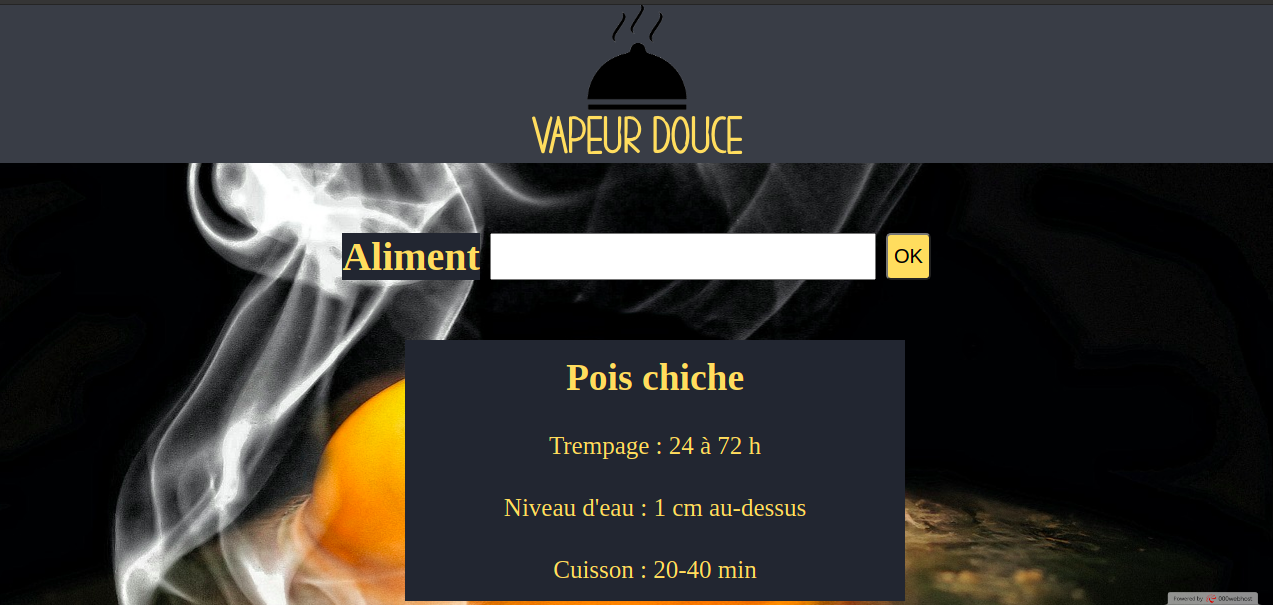 VAPEUR DOUCE
Aliment OK
Pois chiche
Trempage : 24 à 72 h
Niveau d'eau : 1 cm au-dessus
Cuisson : 20-40 min
Powered by 000webhost